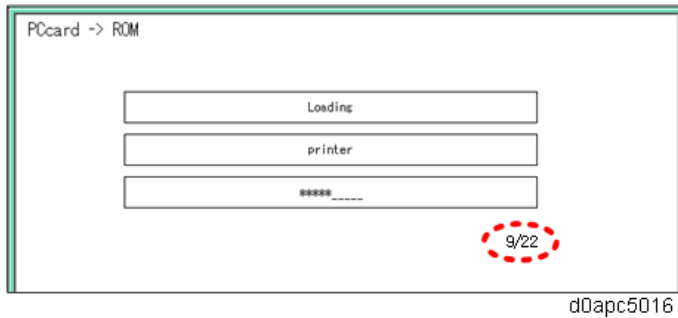 PCcard -> ROM
Loading
printer
*****_____
9/22
d0apc5016